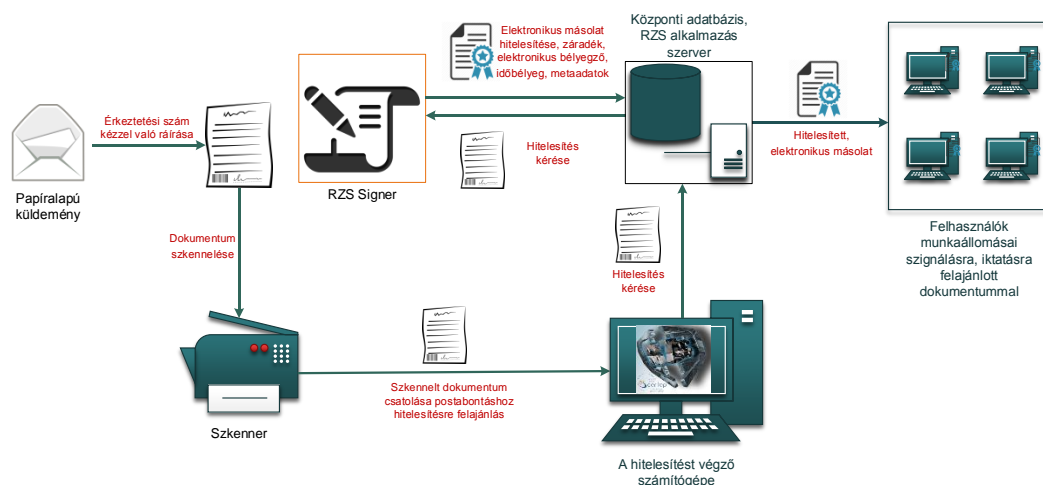 Papíralapú
küldemény
Érkeztetési szám
kézzel való ráírása
Dokumentum
szkennelése
Szkenner
Szkennelt dokumentum
csatolása postabontáshoz
hitelesítésre felajánlás
A hitelesítést végző
számítógépe
Hitelesítés
kérése
Központi adatbázis,
RZS alkalmazás
szerver
Hitelesítés
kérése
RZS Signer
Elektronikus másolat
hitelesítése, záradék,
elektronikus bélyegző,
időbélyeg, metaadatok
Hitelesített,
elektronikus másolat
Felhasználók
munkaállomásai
szignálásra, iktatásra
felajánlott
dokumentummal